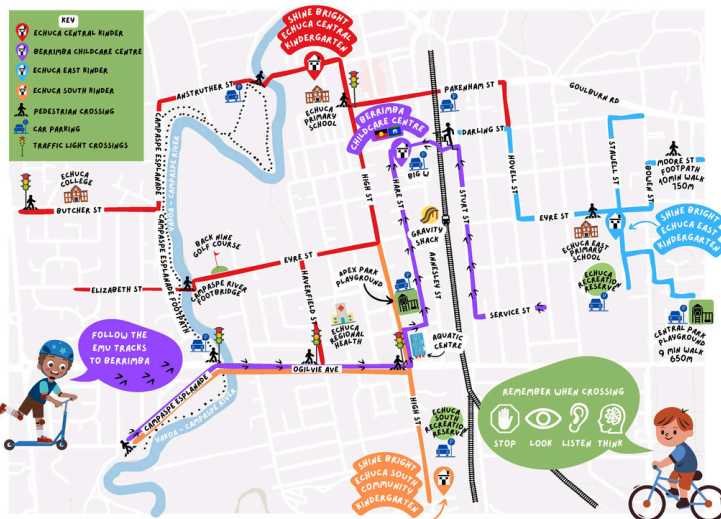 KEY
ECHUCA CENTRAL KINDER
BERRIMBA CHILDCARE CENTRE
ECHUCA EAST KINDER
ECHUCA SOUTH KINDER
PEDESTRIAN CROSSING
CAR PARKING
TRAFFIC LIGHT CROSSINGS
SHINE BRIGHT
ECHUCA CENTRAL
KINDERGARTEN
ANSTRUTHER ST
ECHUCA
PRIMARY
SCHOOL
PAKENHAM ST
GOULBURN RD
BERRIMBA
CHILDCARE CENTRE
DARLING ST
BIG W
HOVELL ST
STAWELL ST
BOWEN ST
MOORE ST
FOOTPATH
10MIN WALK
750M
ECHUCA
COLLEGE
BUTCHER ST
CAMPASPE ESPLANADE
YAKOA - CAMPASPE RIVER
HIGH ST
HARE ST
STURT ST
EYRE ST
SHINE BRIGHT
ECHUCA EAST
KINDERGARTEN
ECHUCA EAST
PRIMARY
SCHOOL
BACK NINE
GOLF COURSE
GRAVITY
SHACK
ANNESLEY ST
EYRE ST
CAMPASPE ESPLANADE FOOTPATH
ELIZABETH ST
CAMPASPE RIVER
FOOTBRIDGE
HAVERFIELD ST
APEX PARK
PLAYGROUND
ECHUCA
RECREATION
RESERVE
SERVICE ST
ECHUCA
REGIONAL
HEALTH
AQUATIC
CENTRE
CENTRAL PARK
PLAYGROUND
9 MIN WALK
650M
FOLLOW THE
EMU TRACKS
TO BERRIMBA
OGILVIE AVE
CAMPASPE ESPLANADE
YAKOA - CAMPASPE RIVER
HIGH ST
ECHUCA
SOUTH
RECREATION
RESERVE
REMEMBER WHEN CROSSING
STOP LOOK LISTEN THINK
SHINE BRIGHT
ECHUCA SOUTH
COMMUNITY
KINDERGARTEN